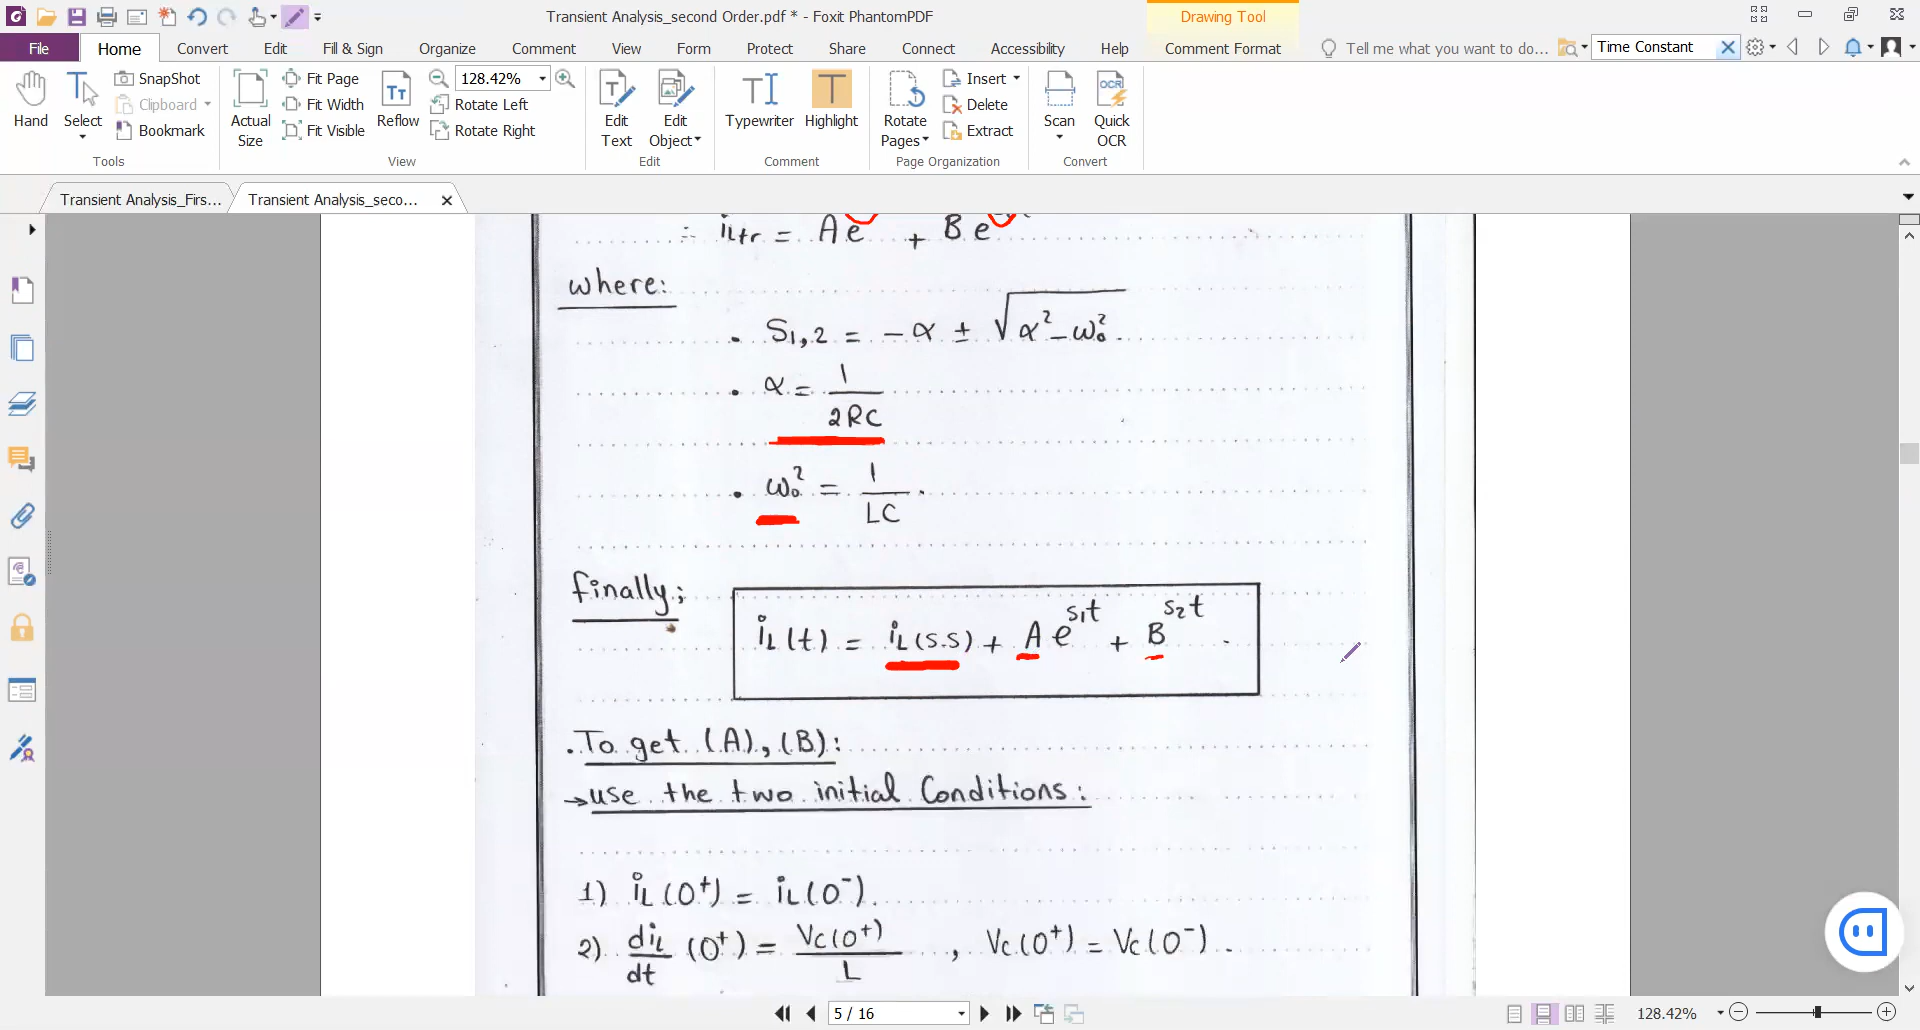 Transient Analysis_second Order.pdf * - Foxit PhantomPDF
Drawing Tool
File Home Convert Edit Fill & Sign Organize Comment View Form Protect Share Connect Accessibility Help Comment Format Tell me what you want to do... Time Constant
Hand
Select
SnapShot
Clipboard
Bookmark
Tools
Actual Size
Fit Page
Fit Width
Fit Visible
Reflow
128.42%
Rotate Left
Rotate Right
View
Edit Text
Edit Object
Edit
Typewriter
Highlight
Comment
Rotate Pages
Insert
Delete
Extract
Page Organization
Scan
Quick OCR
Convert
Transient Analysis_Firs...
Transient Analysis_seco...
∴ iLtr = A e + B e
where:
• S1,2 = - α ± √α² - ω₀² .
• α = 1/2RC
• ω₀² = 1/LC .
finally;
iL(t) = iL(s.s) + A e^s1t + B^s2t .
. To get (A), (B):
→ use the two initial Conditions:
1) iL(0⁺) = iL(0⁻).
2) diL/dt (0⁺) = Vc(0⁺)/L , Vc(0⁺) = Vc(0⁻) .
5 / 16
128.42%